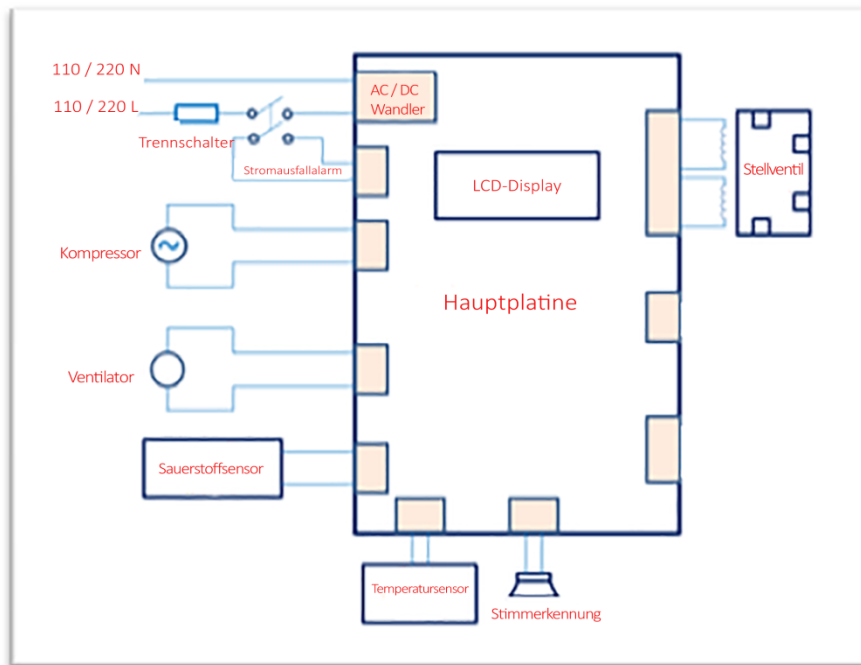 110 / 220 N
110 / 220 L
Trennschalter
Stromausfallalarm
AC / DC
Wandler
LCD-Display
Stellventil
Kompressor
Hauptplatine
Ventilator
Sauerstoffsensor
Temperatursensor
Stimmerkennung